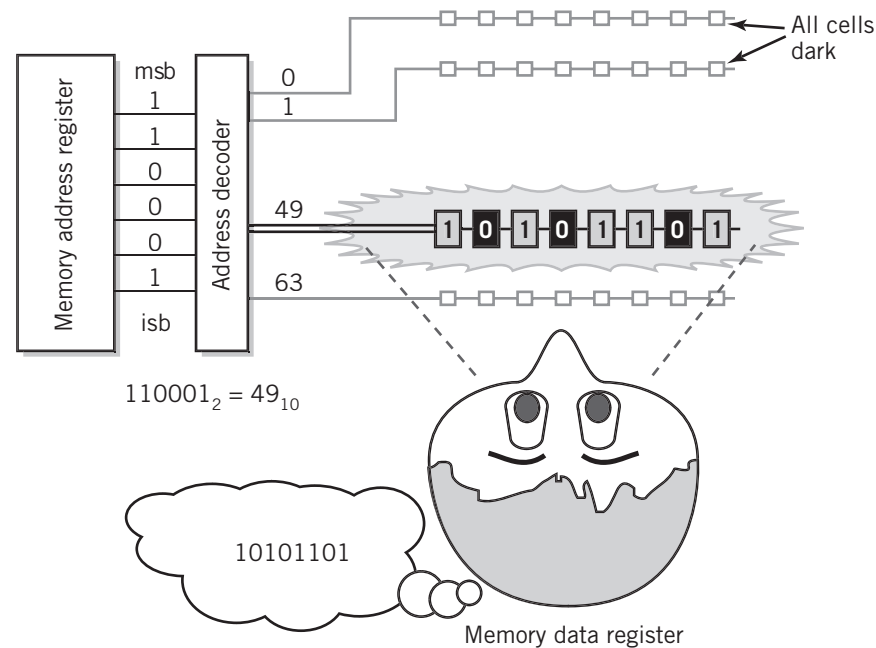 All cells
dark
Memory address register
msb
1
1
0
0
0
1
isb
Address decoder
0
1
49
63
1 0 1 0 1 1 0 1
110001₂ = 49₁₀
10101101
Memory data register